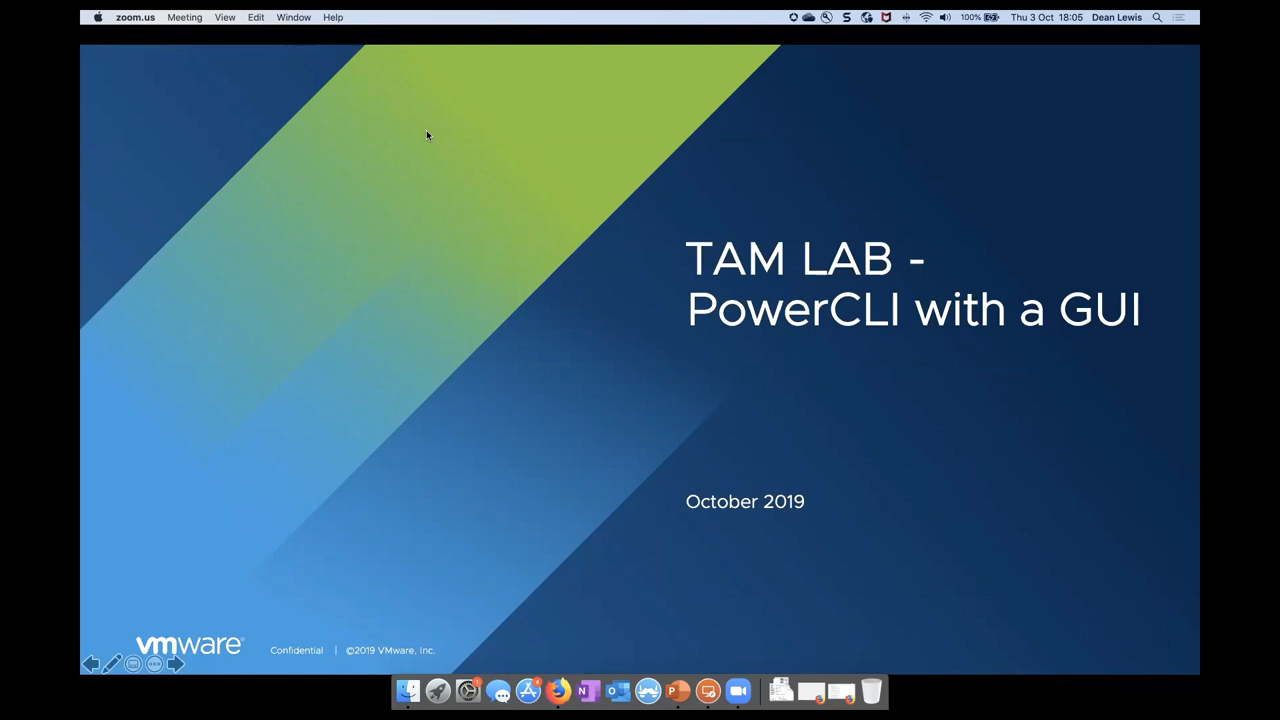 zoom.us Meeting View Edit Window Help 100% Thu 3 Oct 18:05 Dean Lewis
TAM LAB -
PowerCLI with a GUI
October 2019
vmware®
Confidential | ©2019 VMware, Inc.